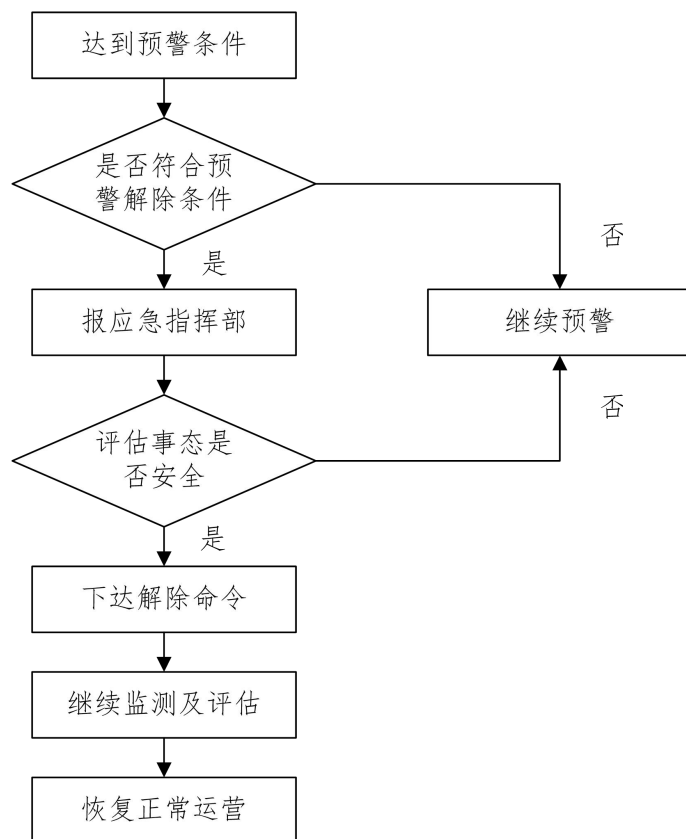 达到预警条件
是否符合预
警解除条件
否
是
报应急指挥部
继续预警
否
评估事态是
否安全
是
下达解除命令
继续监测及评估
恢复正常运营